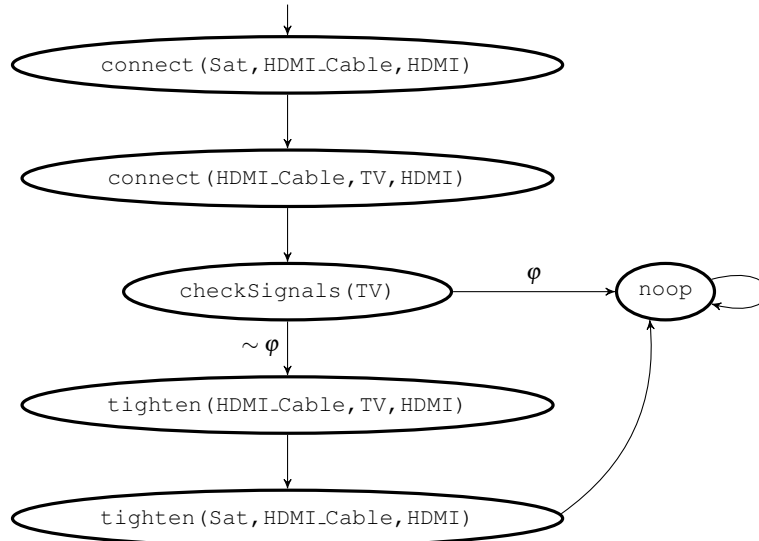 connect(Sat,HDMI_Cable,HDMI)
connect(HDMI_Cable,TV,HDMI)
checkSignals(TV)
φ
noop
∼ φ
tighten(HDMI_Cable,TV,HDMI)
tighten(Sat,HDMI_Cable,HDMI)